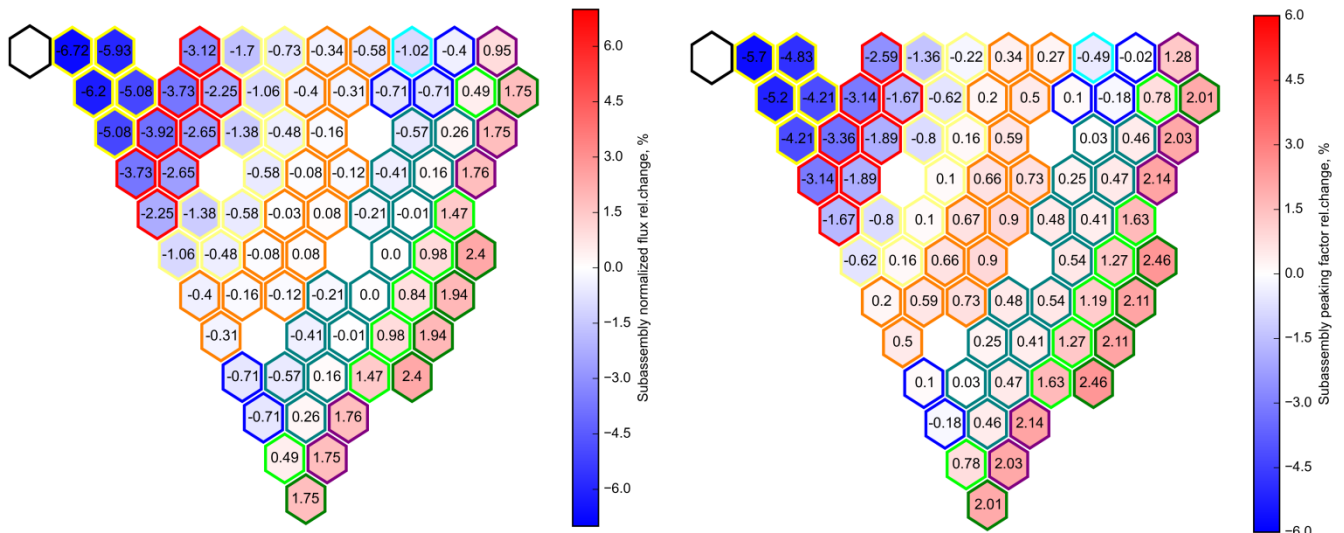 -6.72 -5.93 -3.12 -1.7 -0.73 -0.34 -0.58 -1.02 -0.4 0.95
-6.2 -5.08 -3.73 -2.25 -1.06 -0.4 -0.31 -0.71 -0.71 0.49 1.75
-5.08 -3.92 -2.65 -1.38 -0.48 -0.16 -0.57 0.26 1.75
-3.73 -2.65 -0.58 -0.08 -0.12 -0.41 0.16 1.76
-2.25 -1.38 -0.58 -0.03 0.08 -0.21 -0.01 1.47
-1.06 -0.48 -0.08 0.08 0.0 0.98 2.4
-0.4 -0.16 -0.12 -0.21 0.0 0.84 1.94
-0.31 -0.41 -0.01 0.98 1.94
-0.71 -0.57 0.16 1.47 2.4
-0.71 0.26 1.76
0.49 1.75
1.75
6.0
4.5
3.0
1.5
0.0
−1.5
−3.0
−4.5
−6.0
Subassembly normalized flux rel.change, %
-5.7 -4.83 -2.59 -1.36 -0.22 0.34 0.27 -0.49 -0.02 1.28
-5.2 -4.21 -3.14 -1.67 -0.62 0.2 0.5 0.1 -0.18 0.78 2.01
-4.21 -3.36 -1.89 -0.8 0.16 0.59 0.03 0.46 2.03
-3.14 -1.89 0.1 0.66 0.73 0.25 0.47 2.14
-1.67 -0.8 0.1 0.67 0.9 0.48 0.41 1.63
-0.62 0.16 0.66 0.9 0.54 1.27 2.46
0.2 0.59 0.73 0.48 0.54 1.19 2.11
0.5 0.25 0.41 1.27 2.11
0.1 0.03 0.47 1.63 2.46
-0.18 0.46 2.14
0.78 2.03
2.01
6.0
4.5
3.0
1.5
0.0
−1.5
−3.0
−4.5
−6.0
Subassembly peaking factor rel.change, %